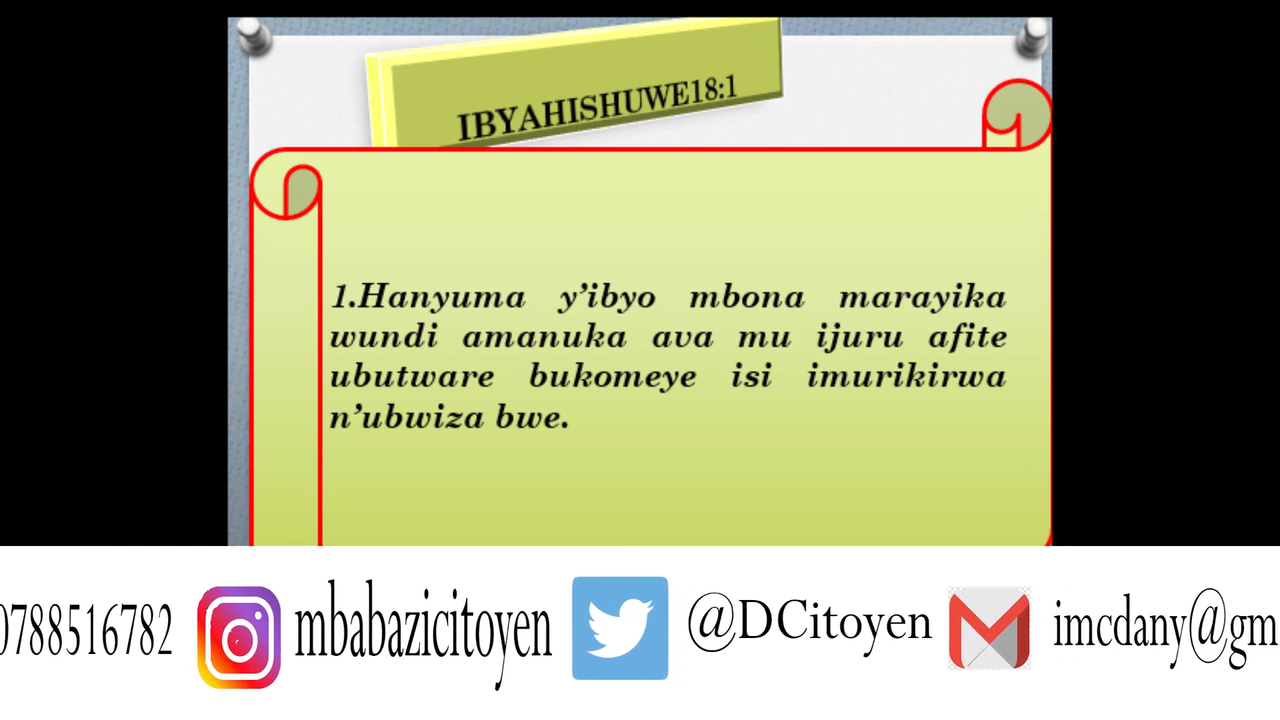 IBYAHISHUWE18:1
1.Hanyuma y’ibyo mbona marayika
wundi amanuka ava mu ijuru afite
ubutware bukomeye isi imurikirwa
n’ubwiza bwe.
0788516782 mbabazicitoyen @DCitoyen imcdany@gm